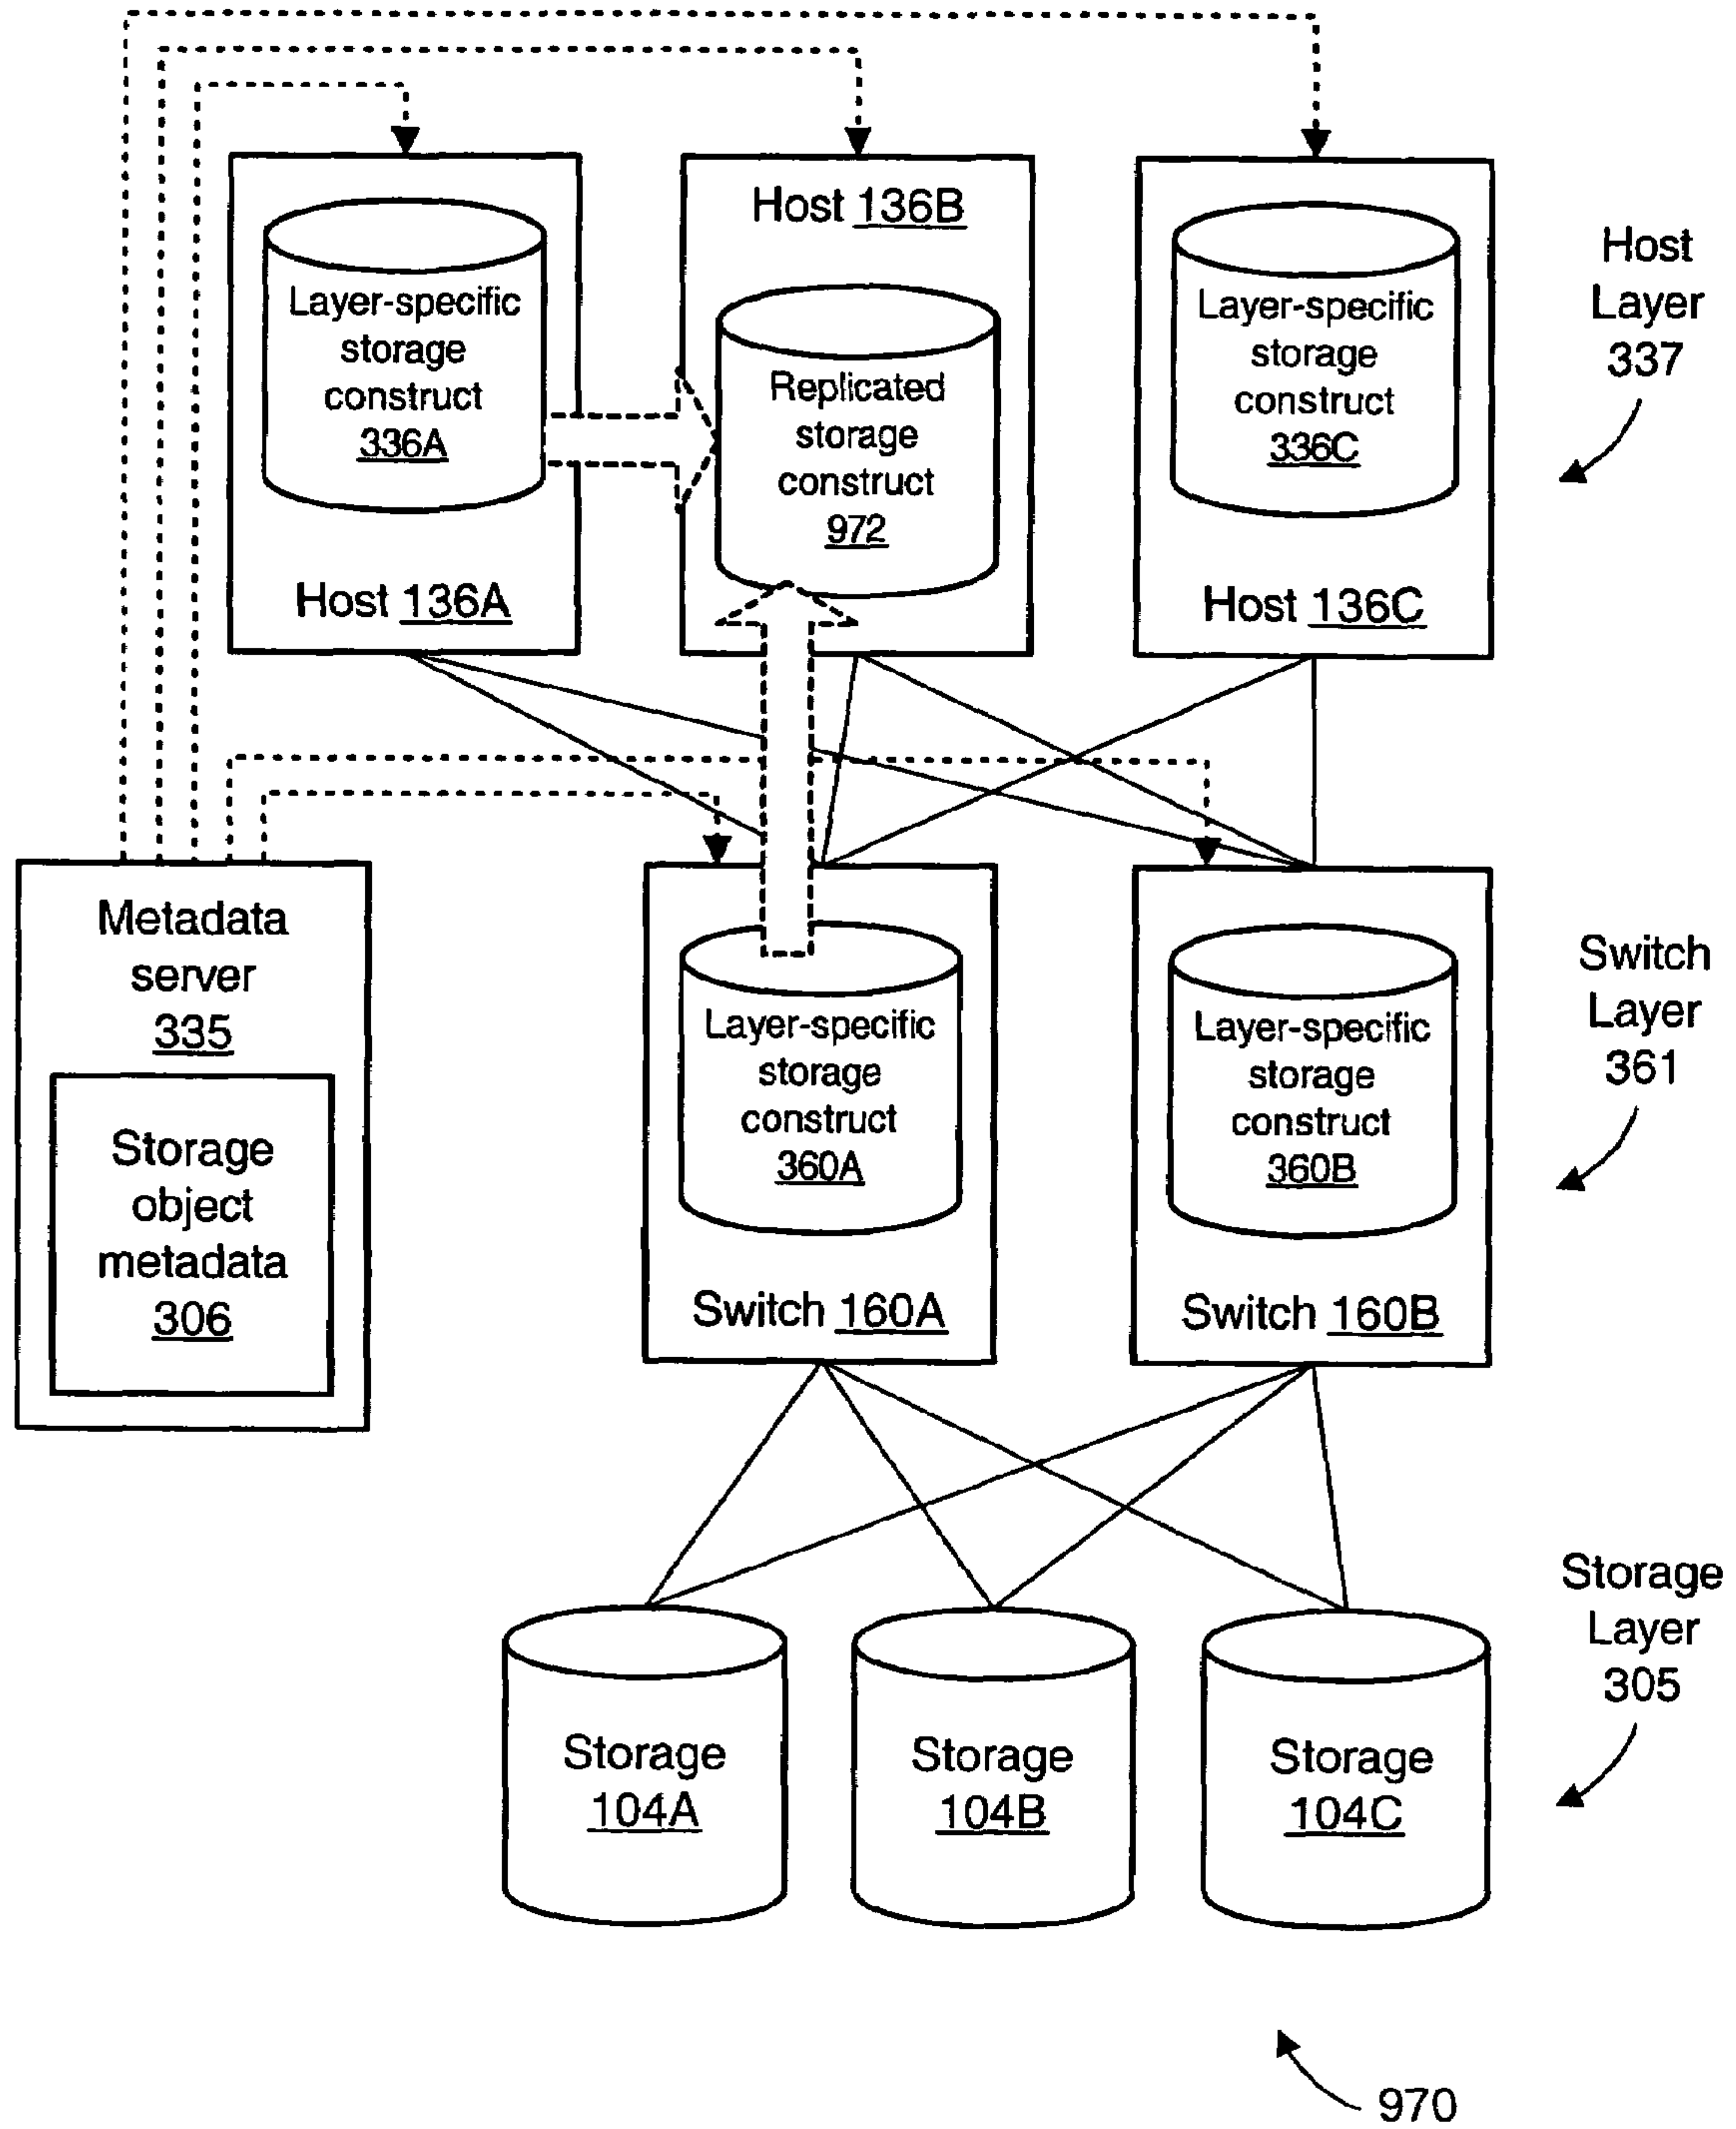 Layer-specific
storage
construct
336A
Host 136A
Host 136B
Replicated
storage
construct
972
Layer-specific
storage
construct
336C
Host 136C
Host
Layer
337
Metadata
server
335
Storage
object
metadata
306
Layer-specific
storage
construct
360A
Switch 160A
Layer-specific
storage
construct
360B
Switch 160B
Switch
Layer
361
Storage
104A
Storage
104B
Storage
104C
Storage
Layer
305
970